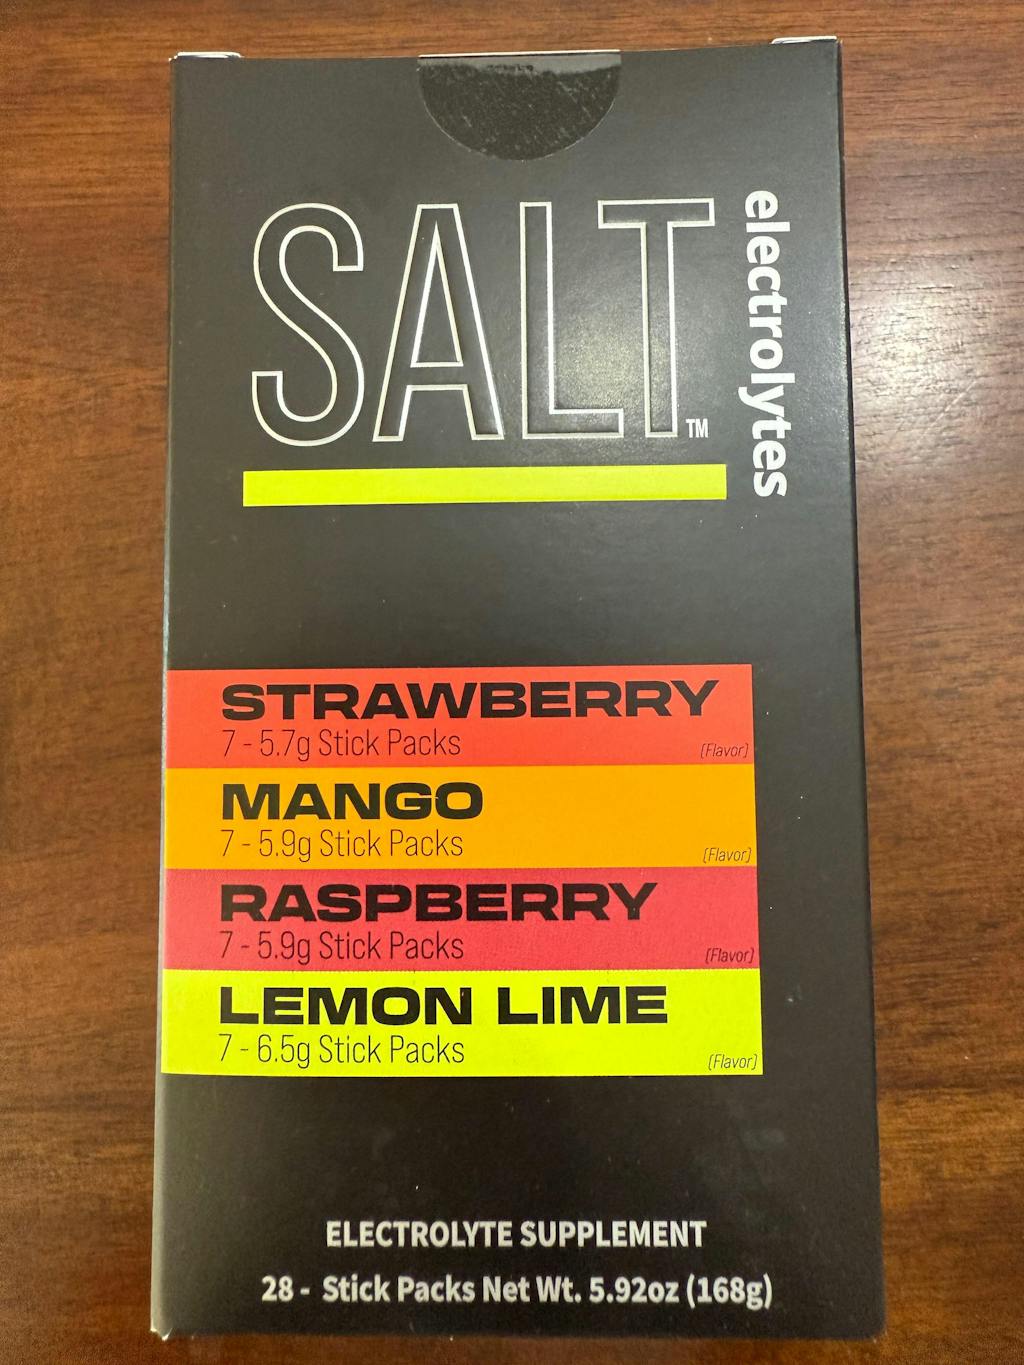 SALT™
electrolytes
STRAWBERRY
7 - 5.7g Stick Packs
(Flavor)
MANGO
7 - 5.9g Stick Packs
(Flavor)
RASPBERRY
7 - 5.9g Stick Packs
(Flavor)
LEMON LIME
7 - 6.5g Stick Packs
(Flavor)
ELECTROLYTE SUPPLEMENT
28 - Stick Packs Net Wt. 5.92oz (168g)